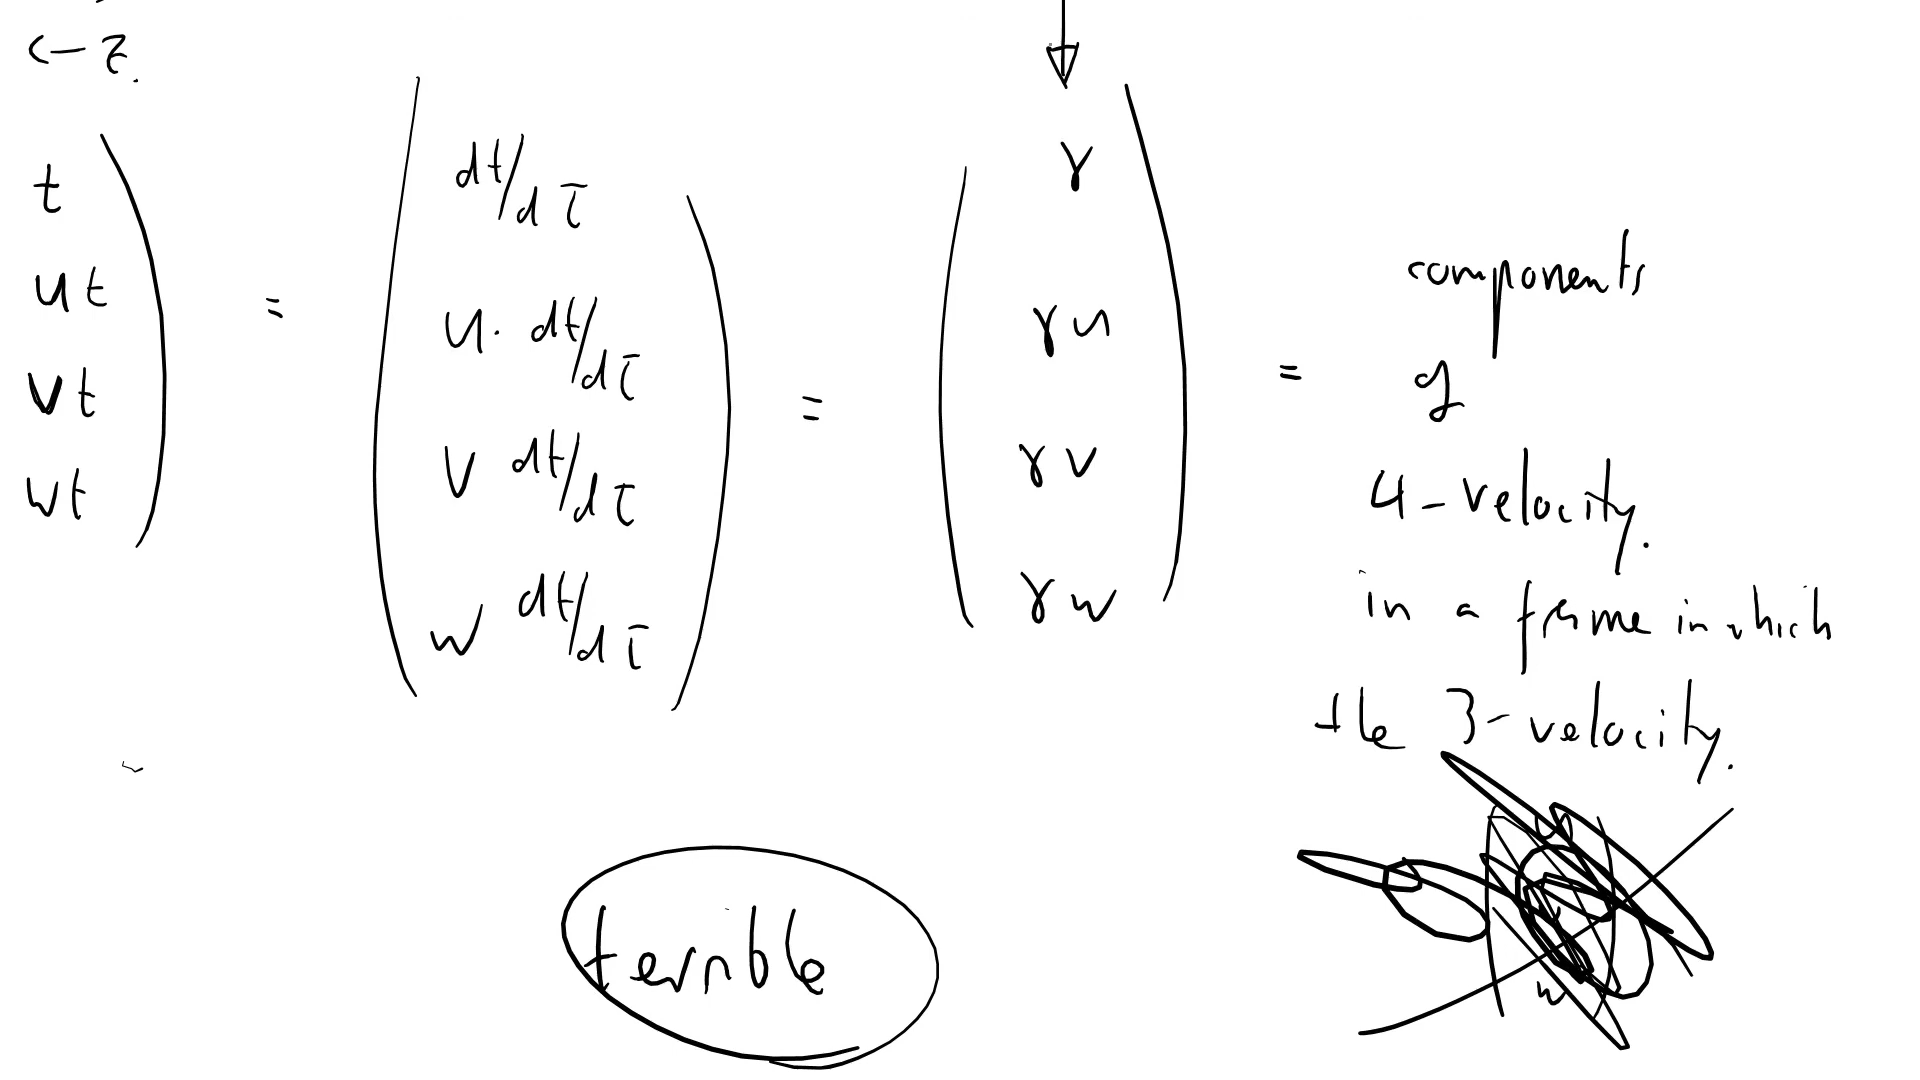 ← z.
t
ut
vt
wt
=
dt/dτ
u. dt/dτ
v dt/dτ
w dt/dτ
=
γ
γu
γv
γw
=
components
of
4-velocity.
in a frame in which
the 3-velocity.
terrible